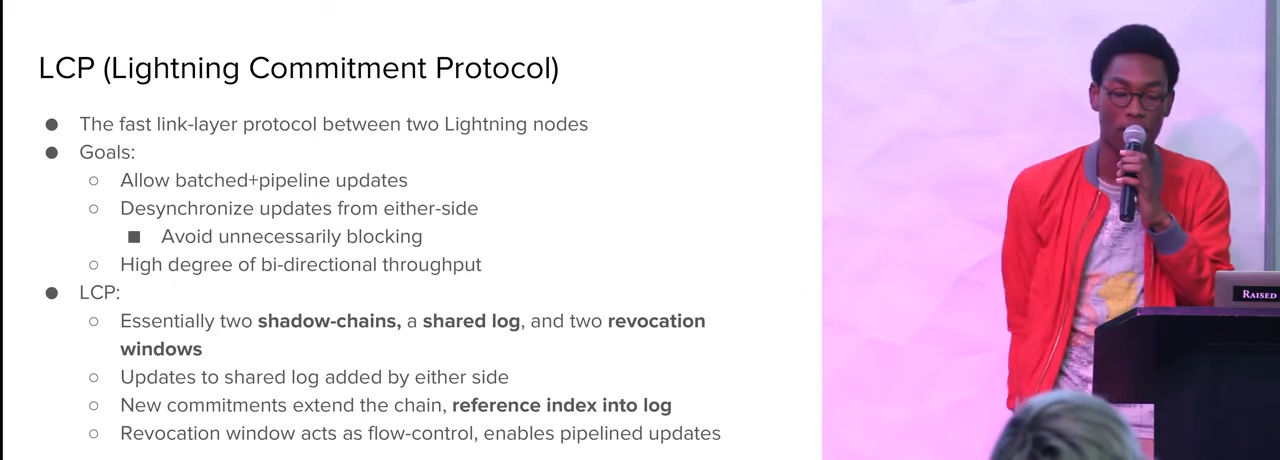 LCP (Lightning Commitment Protocol)
● The fast link-layer protocol between two Lightning nodes
● Goals:
○ Allow batched+pipeline updates
○ Desynchronize updates from either-side
■ Avoid unnecessarily blocking
○ High degree of bi-directional throughput
● LCP:
○ Essentially two shadow-chains, a shared log, and two revocation
windows
○ Updates to shared log added by either side
○ New commitments extend the chain, reference index into log
○ Revocation window acts as flow-control, enables pipelined updates
RAISED